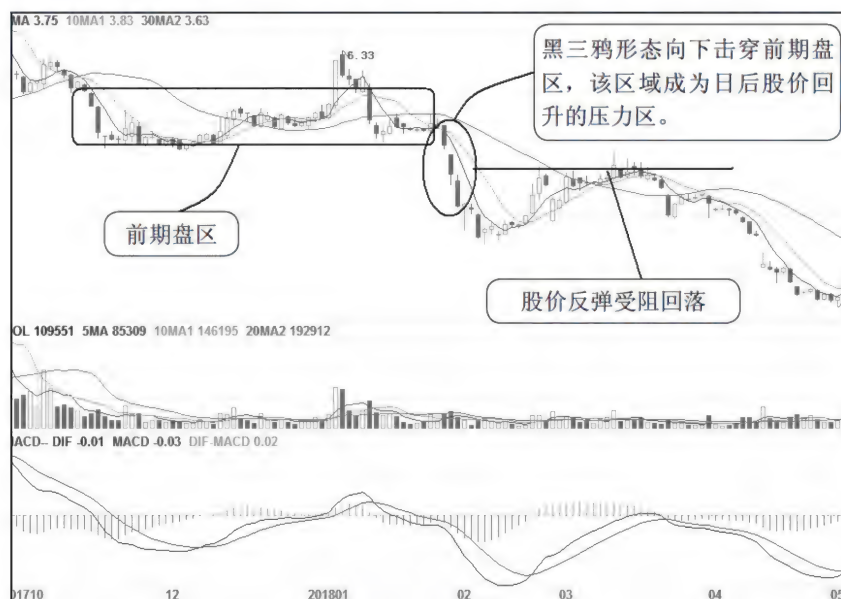 MA 3.75 10MA1 3.83 30MA2 3.63
6.33
黑三鸦形态向下击穿前期盘
区，该区域成为日后股价回
升的压力区。
前期盘区
股价反弹受阻回落
OL 109551 5MA 85309 10MA1 146195 20MA2 192912
IACD-- DIF -0.01 MACD -0.03 DIF-MACD 0.02
01710 12 201801 02 03 04 05